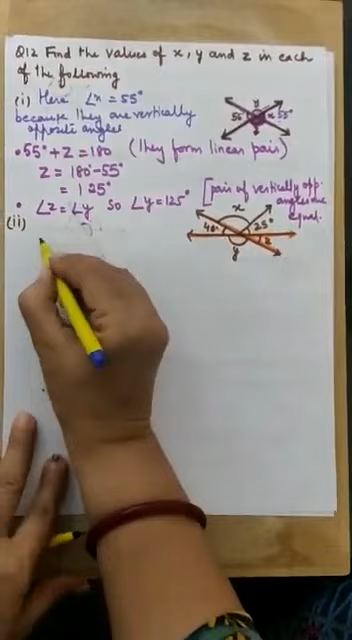 Q12 Find the values of x, y and z in each
of the following
(i) Here ∠x = 55°
because they are vertically
opposite angles
55° x 55°
• 55° + z = 180 (They form linear pair)
z = 180 - 55°
= 125°
• ∠z = ∠y so ∠y = 125° [pair of vertically opp.
angles are
equal.
(ii)
x
40° 25°
z
y